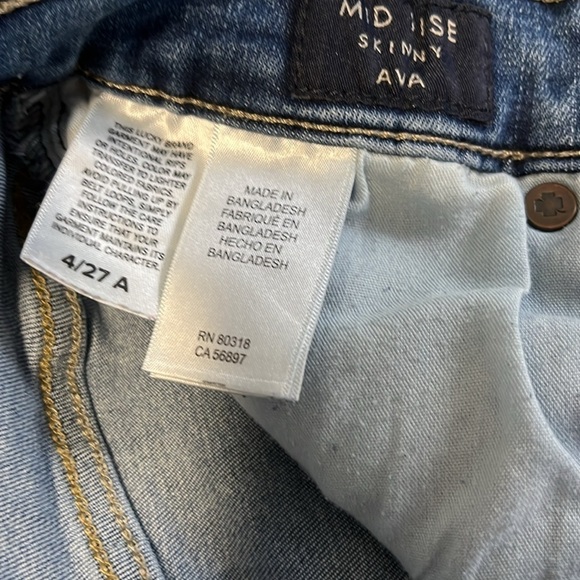 MID RISE
SKINNY
AVA
THIS LUCKY BRAND
GARMENT MAY HAVE
INTENTIONAL RIPS
OR HOLES. COLOR MAY
TRANSFER TO LIGHTER
COLORED FABRICS.
AVOID PULLING UP BY
BELT LOOPS, SIMPLY
FOLLOW THE CARE
INSTRUCTIONS TO
ENSURE THAT YOUR
GARMENT MAINTAINS ITS
INDIVIDUAL CHARACTER.
4/27 A
MADE IN
BANGLADESH
FABRIQUÉ EN
BANGLADESH
HECHO EN
BANGLADESH
RN 80318
CA 56897